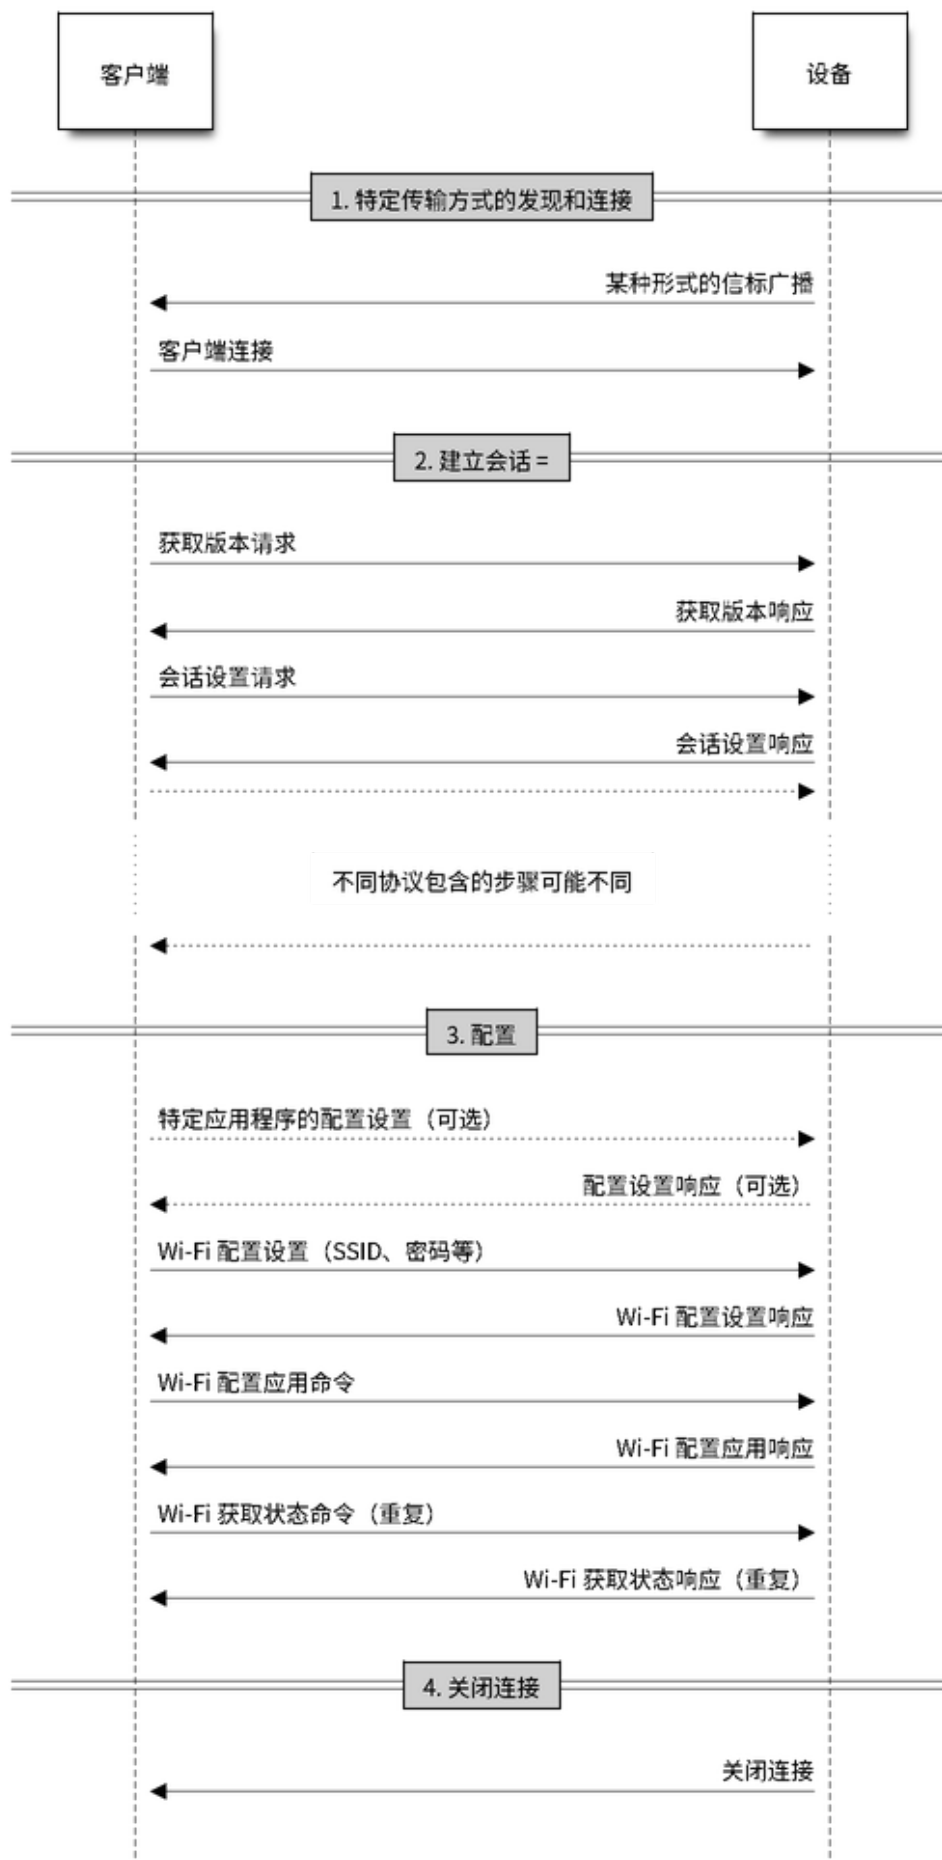 客户端
设备
1. 特定传输方式的发现和连接
某种形式的信标广播
客户端连接
2. 建立会话 =
获取版本请求
获取版本响应
会话设置请求
会话设置响应
不同协议包含的步骤可能不同
3. 配置
特定应用程序的配置设置（可选）
配置设置响应（可选）
Wi-Fi 配置设置（SSID、密码等）
Wi-Fi 配置设置响应
Wi-Fi 配置应用命令
Wi-Fi 配置应用响应
Wi-Fi 获取状态命令（重复）
Wi-Fi 获取状态响应（重复）
4. 关闭连接
关闭连接